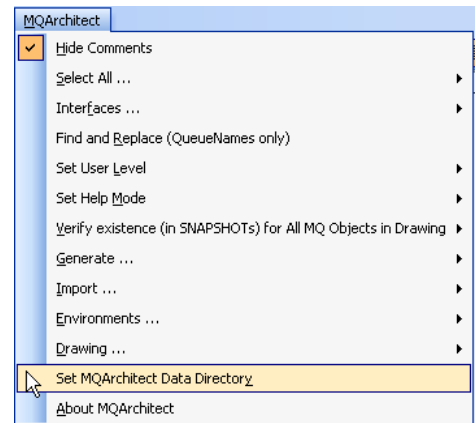 MQArchitect
Hide Comments
Select All ...
Interfaces ...
Find and Replace (QueueNames only)
Set User Level
Set Help Mode
Verify existence (in SNAPSHOTs) for All MQ Objects in Drawing
Generate ...
Import ...
Environments ...
Drawing ...
Set MQArchitect Data Directory
About MQArchitect